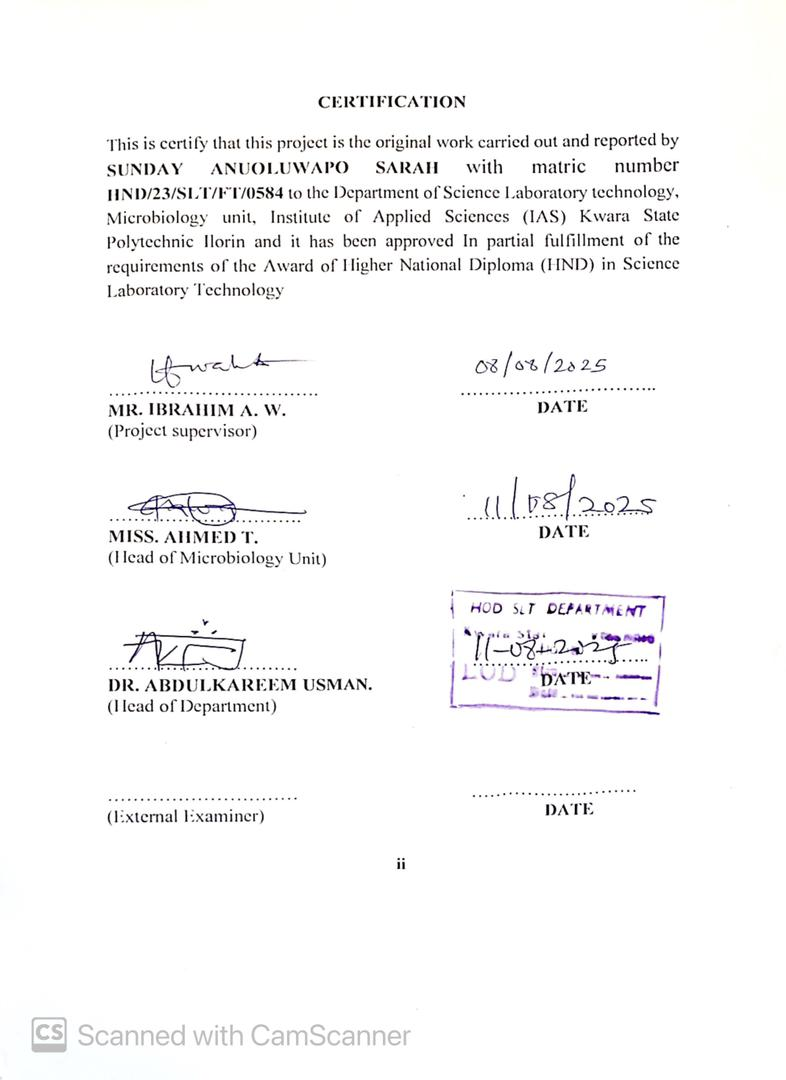 CERTIFICATION
This is certify that this project is the original work carried out and reported by
SUNDAY ANUOLUWAPO SARAH with matric number
HND/23/SLT/FT/0584 to the Department of Science Laboratory technology,
Microbiology unit, Institute of Applied Sciences (IAS) Kwara State
Polytechnic Ilorin and it has been approved In partial fulfillment of the
requirements of the Award of Higher National Diploma (HND) in Science
Laboratory Technology
08/08/2025
MR. IBRAHIM A. W.
DATE
(Project supervisor)
11/08/2025
MISS. AHMED T.
DATE
(Head of Microbiology Unit)
HOD SLT DEPARTMENT
11-08-2025
DR. ABDULKAREEM USMAN.
DATE
(Head of Department)
(External Examiner)
DATE
ii
CS Scanned with CamScanner